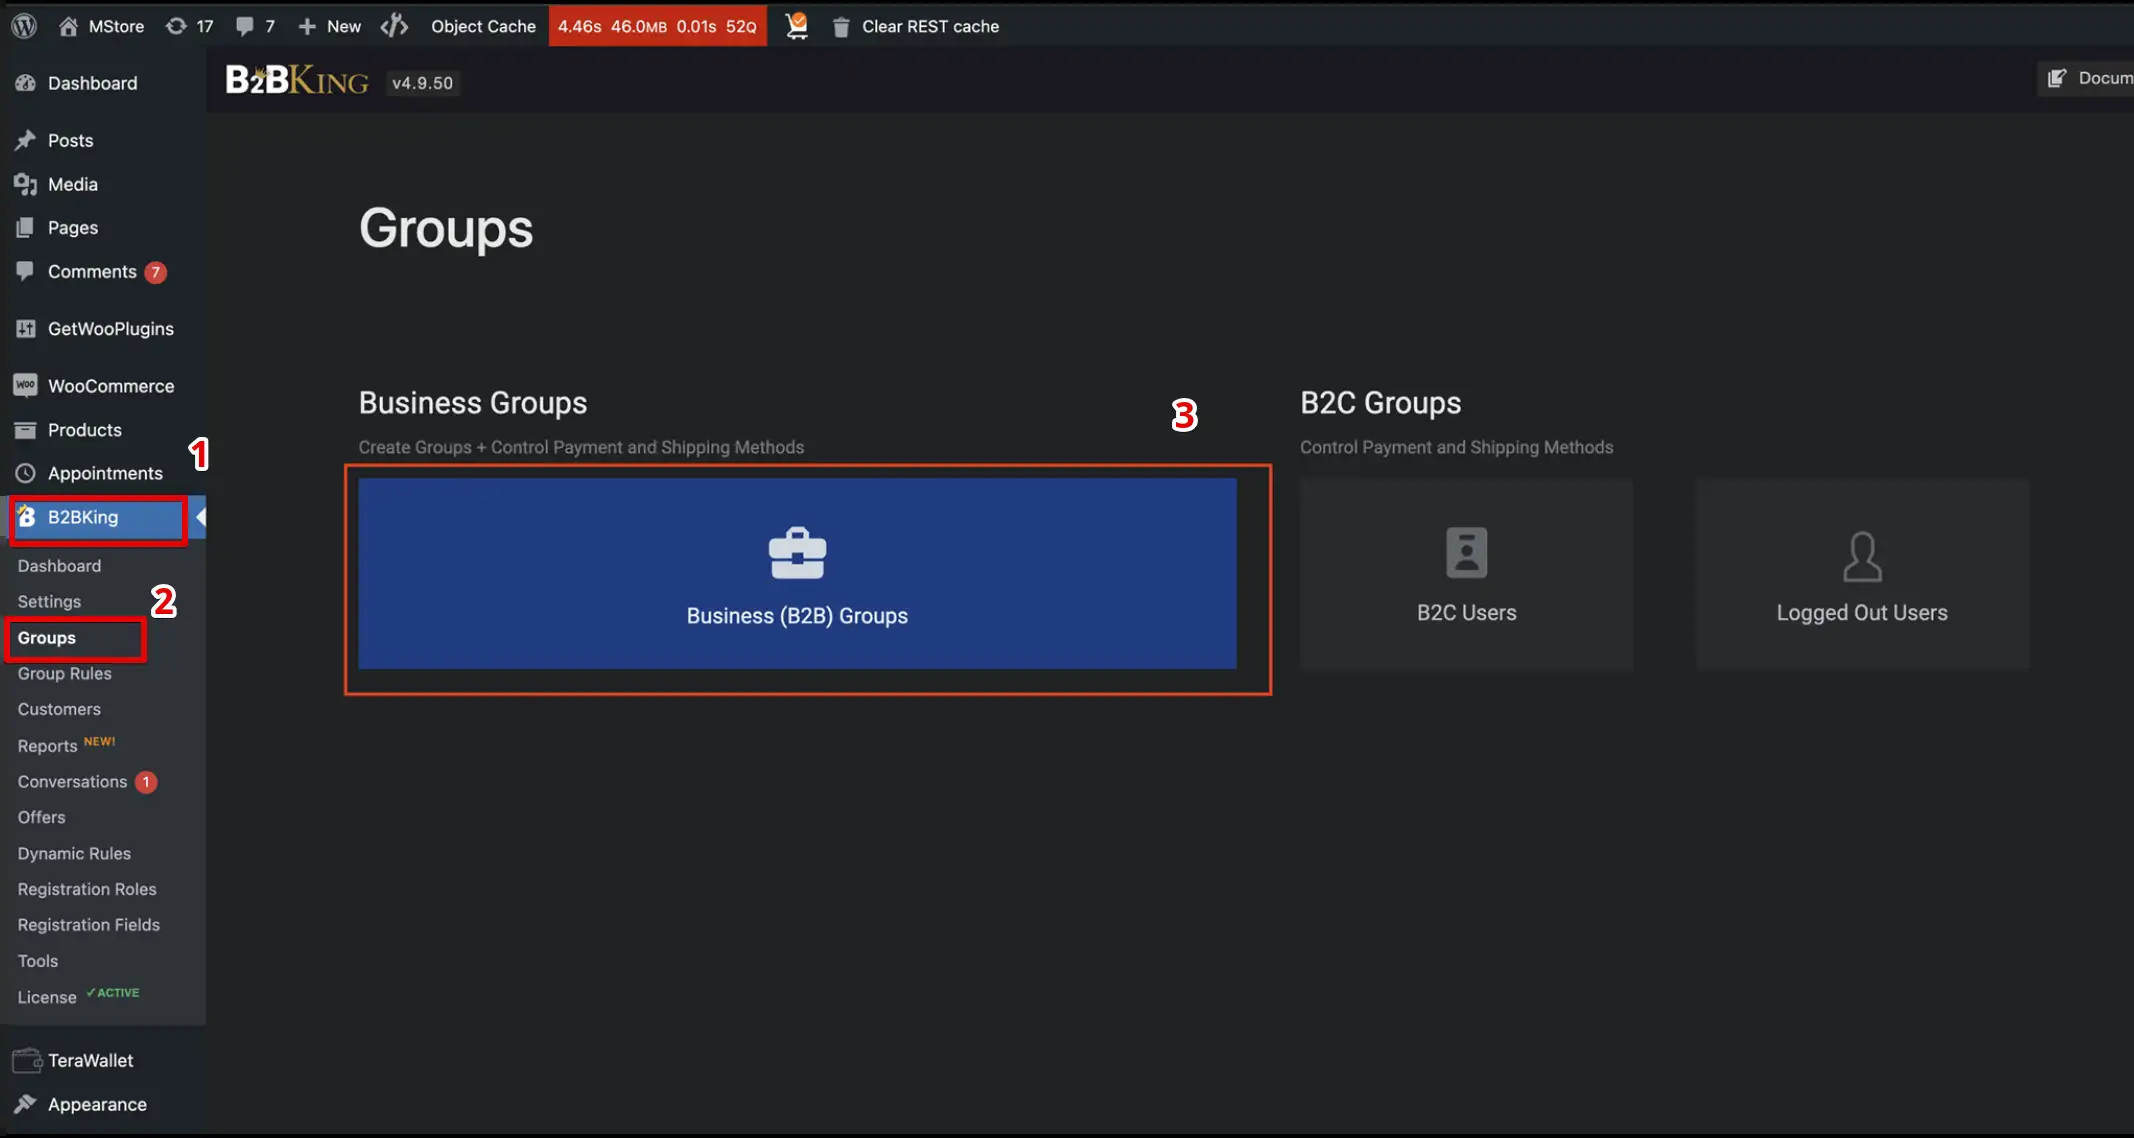 MStore 17 7 New Object Cache 4.46s 46.0MB 0.01s 52Q Clear REST cache
B2BKING v4.9.50
Docum
Dashboard
Posts
Media
Pages
Comments 7
GetWooPlugins
WooCommerce
Products
Appointments
1
B2BKing
Dashboard
Settings
2
Groups
Group Rules
Customers
Reports NEW!
Conversations 1
Offers
Dynamic Rules
Registration Roles
Registration Fields
Tools
License ✓ACTIVE
TeraWallet
Appearance
Groups
Business Groups
Create Groups + Control Payment and Shipping Methods
3
Business (B2B) Groups
B2C Groups
Control Payment and Shipping Methods
B2C Users
Logged Out Users